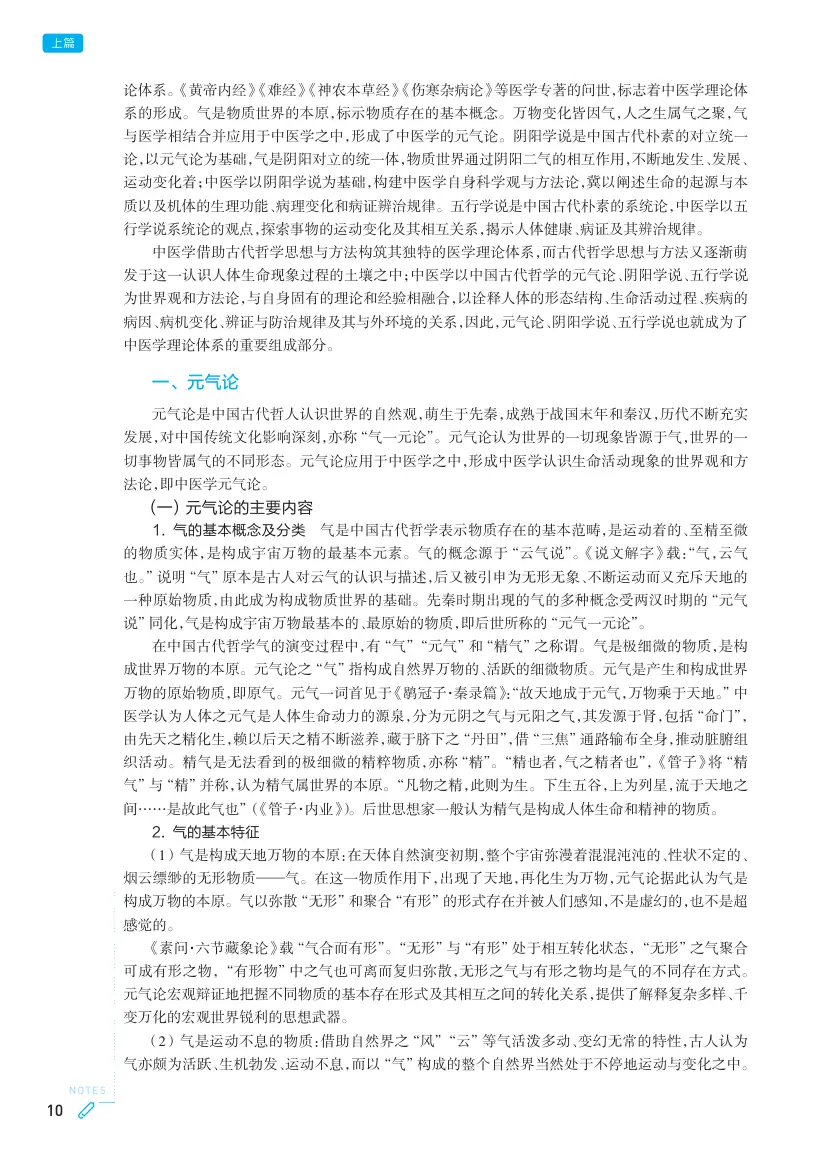 上篇
论体系。《黄帝内经》《难经》《神农本草经》《伤寒杂病论》等医学专著的问世,标志着中医学理论体
系的形成。气是物质世界的本原,标示物质存在的基本概念。万物变化皆因气,人之生属气之聚,气
与医学相结合并应用于中医学之中,形成了中医学的元气论。阴阳学说是中国古代朴素的对立统一
论,以元气论为基础,气是阴阳对立的统一体,物质世界通过阴阳二气的相互作用,不断地发生、发展、
运动变化着;中医学以阴阳学说为基础,构建中医学自身科学观与方法论,冀以阐述生命的起源与本
质以及机体的生理功能、病理变化和病证辨治规律。五行学说是中国古代朴素的系统论,中医学以五
行学说系统论的观点,探索事物的运动变化及其相互关系,揭示人体健康、病证及其辨治规律。
中医学借助古代哲学思想与方法构筑其独特的医学理论体系,而古代哲学思想与方法又逐渐萌
发于这一认识人体生命现象过程的土壤之中;中医学以中国古代哲学的元气论、阴阳学说、五行学说
为世界观和方法论,与自身固有的理论和经验相融合,以诠释人体的形态结构、生命活动过程、疾病的
病因、病机变化、辨证与防治规律及其与外环境的关系,因此,元气论、阴阳学说、五行学说也就成为了
中医学理论体系的重要组成部分。
一、元气论
元气论是中国古代哲人认识世界的自然观,萌生于先秦,成熟于战国末年和秦汉,历代不断充实
发展,对中国传统文化影响深刻,亦称“气一元论”。元气论认为世界的一切现象皆源于气,世界的一
切事物皆属气的不同形态。元气论应用于中医学之中,形成中医学认识生命活动现象的世界观和方
法论,即中医学元气论。
(一)元气论的主要内容
1. 气的基本概念及分类 气是中国古代哲学表示物质存在的基本范畴,是运动着的、至精至微
的物质实体,是构成宇宙万物的最基本元素。气的概念源于“云气说”。《说文解字》载:“气,云气
也。”说明“气”原本是古人对云气的认识与描述,后又被引申为无形无象、不断运动而又充斥天地的
一种原始物质,由此成为构成物质世界的基础。先秦时期出现的气的多种概念受两汉时期的“元气
说”同化,气是构成宇宙万物最基本的、最原始的物质,即后世所称的“元气一元论”。
在中国古代哲学气的演变过程中,有“气”“元气”和“精气”之称谓。气是极细微的物质,是构
成世界万物的本原。元气论之“气”指构成自然界万物的、活跃的细微物质。元气是产生和构成世界
万物的原始物质,即原气。元气一词首见于《鹖冠子·秦录篇》:“故天地成于元气,万物乘于天地。”中
医学认为人体之元气是人体生命动力的源泉,分为元阴之气与元阳之气,其发源于肾,包括“命门”,
由先天之精化生,赖以后天之精不断滋养,藏于脐下之“丹田”,借“三焦”通路输布全身,推动脏腑组
织活动。精气是无法看到的极细微的精粹物质,亦称“精”。“精也者,气之精者也”,《管子》将“精
气”与“精”并称,认为精气属世界的本原。“凡物之精,此则为生。下生五谷,上为列星,流于天地之
间……是故此气也”(《管子·内业》)。后世思想家一般认为精气是构成人体生命和精神的物质。
2. 气的基本特征
(1)气是构成天地万物的本原:在天体自然演变初期,整个宇宙弥漫着混混沌沌的、性状不定的、
烟云缥缈的无形物质——气。在这一物质作用下,出现了天地,再化生为万物,元气论据此认为气是
构成万物的本原。气以弥散“无形”和聚合“有形”的形式存在并被人们感知,不是虚幻的,也不是超
感觉的。
《素问·六节藏象论》载“气合而有形”。“无形”与“有形”处于相互转化状态,“无形”之气聚合
可成有形之物,“有形物”中之气也可离而复归弥散,无形之气与有形之物均是气的不同存在方式。
元气论宏观辩证地把握不同物质的基本存在形式及其相互之间的转化关系,提供了解释复杂多样、千
变万化的宏观世界锐利的思想武器。
(2)气是运动不息的物质:借助自然界之“风”“云”等气活泼多动、变幻无常的特性,古人认为
气亦颇为活跃、生机勃发、运动不息,而以“气”构成的整个自然界当然处于不停地运动与变化之中。
NOTES
10